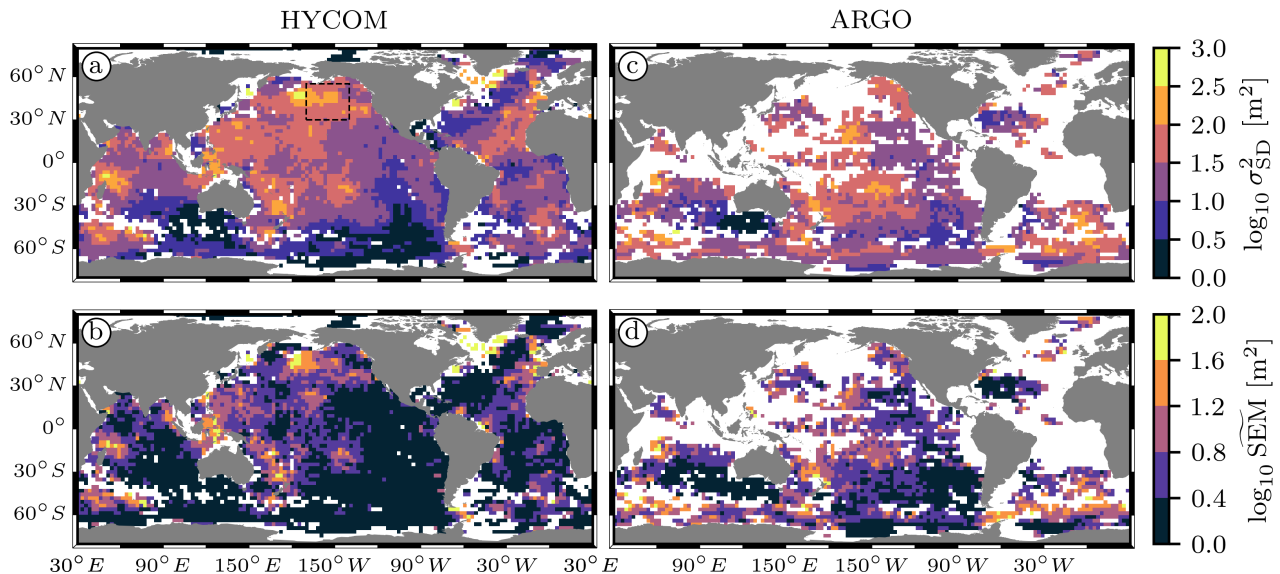 HYCOM ARGO
a c
60° N
30° N
0°
30° S
60° S
3.0
2.5
2.0
1.5
1.0
0.5
0.0
log₁₀ σ²_SD [m²]
b d
60° N
30° N
0°
30° S
60° S
2.0
1.6
1.2
0.8
0.4
0.0
log₁₀ S͠EM [m²]
30° E 90° E 150° E 150° W 90° W 30° W 30° E 90° E 150° E 150° W 90° W 30° W